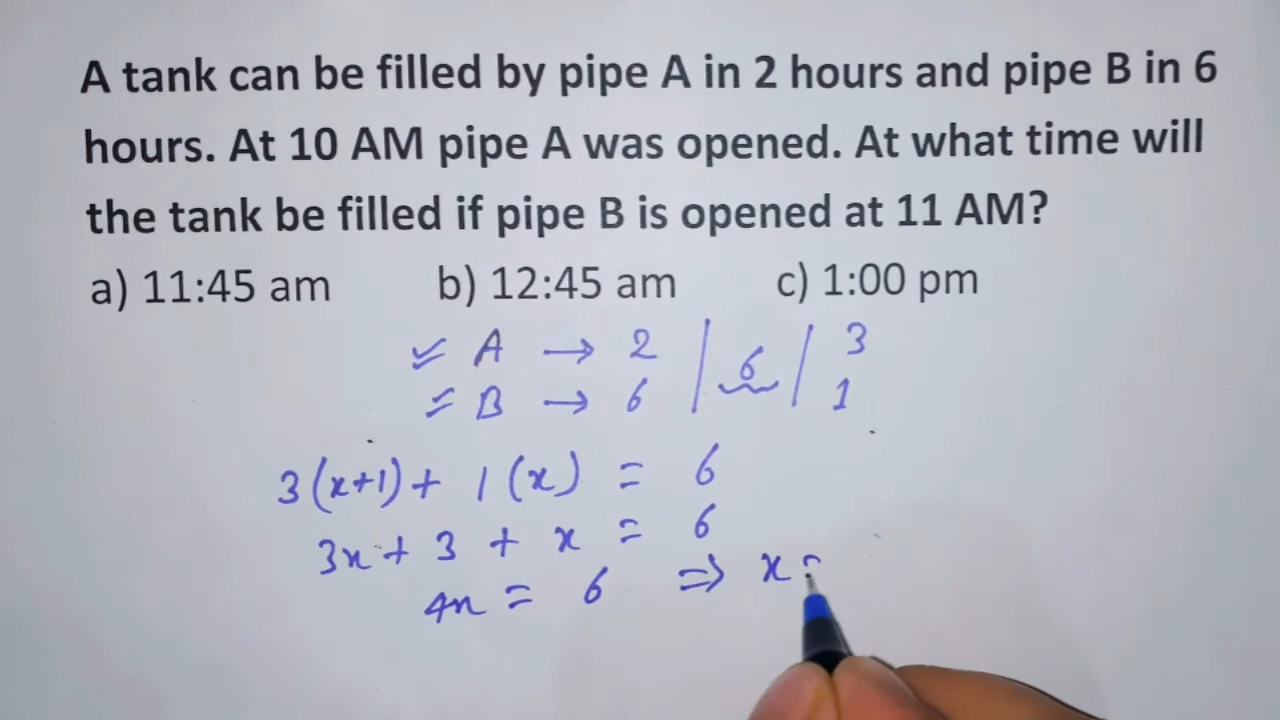 A tank can be filled by pipe A in 2 hours and pipe B in 6
hours. At 10 AM pipe A was opened. At what time will
the tank be filled if pipe B is opened at 11 AM?
a) 11:45 am b) 12:45 am c) 1:00 pm
A → 2 | 6 | 3
B → 6 | | 1
3(x+1) + 1(x) = 6
3x + 3 + x = 6
4x = 6 ⇒ x =